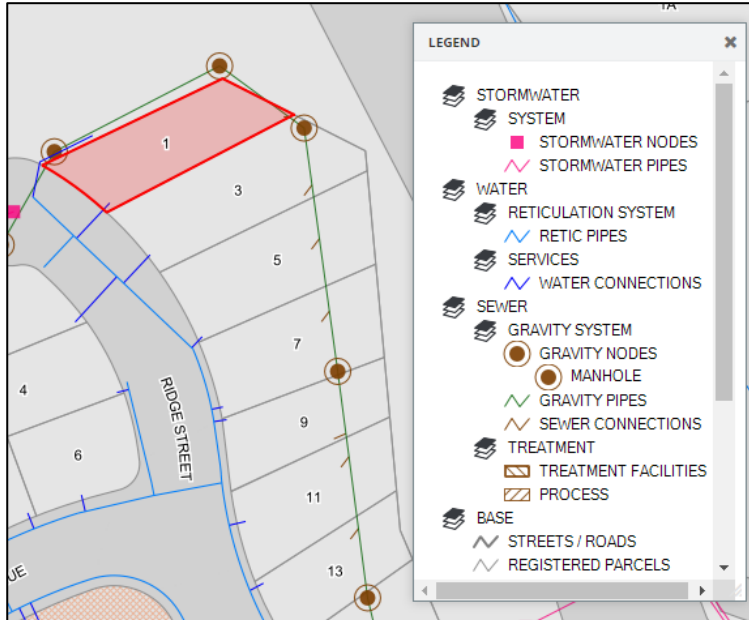 1A
LEGEND
STORMWATER
SYSTEM
STORMWATER NODES
STORMWATER PIPES
WATER
RETICULATION SYSTEM
RETIC PIPES
SERVICES
WATER CONNECTIONS
SEWER
GRAVITY SYSTEM
GRAVITY NODES
MANHOLE
GRAVITY PIPES
SEWER CONNECTIONS
TREATMENT
TREATMENT FACILITIES
PROCESS
BASE
STREETS / ROADS
REGISTERED PARCELS
1
3
5
7
4
9
6
11
13
RIDGE STREET
UE